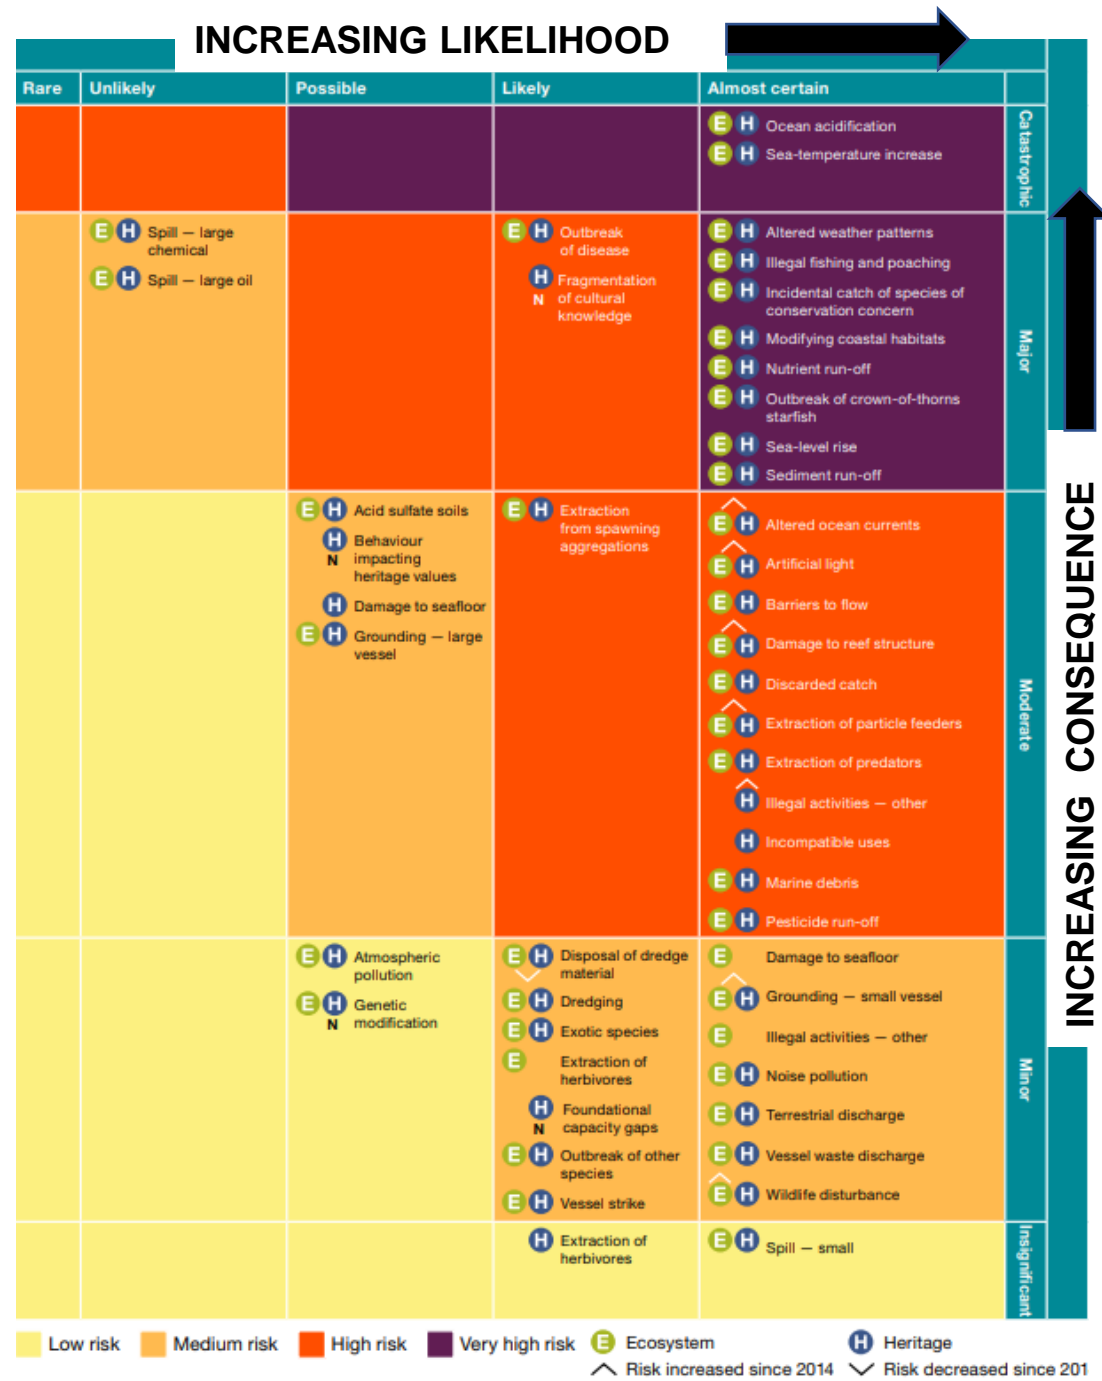 INCREASING LIKELIHOOD
Rare Unlikely Possible Likely Almost certain
E H Ocean acidification
E H Sea-temperature increase
Catastrophic
E H Spill — large
chemical
E H Spill — large oil
E H Outbreak
of disease
H Fragmentation
N of cultural
knowledge
E H Altered weather patterns
E H Illegal fishing and poaching
E H Incidental catch of species of
conservation concern
E H Modifying coastal habitats
E H Nutrient run-off
E H Outbreak of crown-of-thorns
starfish
E H Sea-level rise
E H Sediment run-off
Major
E H Acid sulfate soils
H Behaviour
N impacting
heritage values
H Damage to seafloor
E H Grounding — large
vessel
E H Extraction
from spawning
aggregations
E H Altered ocean currents
E H Artificial light
E H Barriers to flow
E H Damage to reef structure
E H Discarded catch
E H Extraction of particle feeders
E H Extraction of predators
H Illegal activities — other
H Incompatible uses
E H Marine debris
E H Pesticide run-off
Moderate
E H Atmospheric
pollution
E H Genetic
N modification
E H Disposal of dredge
material
E H Dredging
E H Exotic species
E Extraction of
herbivores
H Foundational
N capacity gaps
E H Outbreak of other
species
E H Vessel strike
E Damage to seafloor
E H Grounding — small vessel
E Illegal activities — other
E H Noise pollution
E H Terrestrial discharge
E H Vessel waste discharge
E H Wildlife disturbance
Minor
H Extraction of
herbivores
E H Spill — small
Insignificant
INCREASING CONSEQUENCE
Low risk Medium risk High risk Very high risk E Ecosystem H Heritage
Risk increased since 2014 Risk decreased since 201